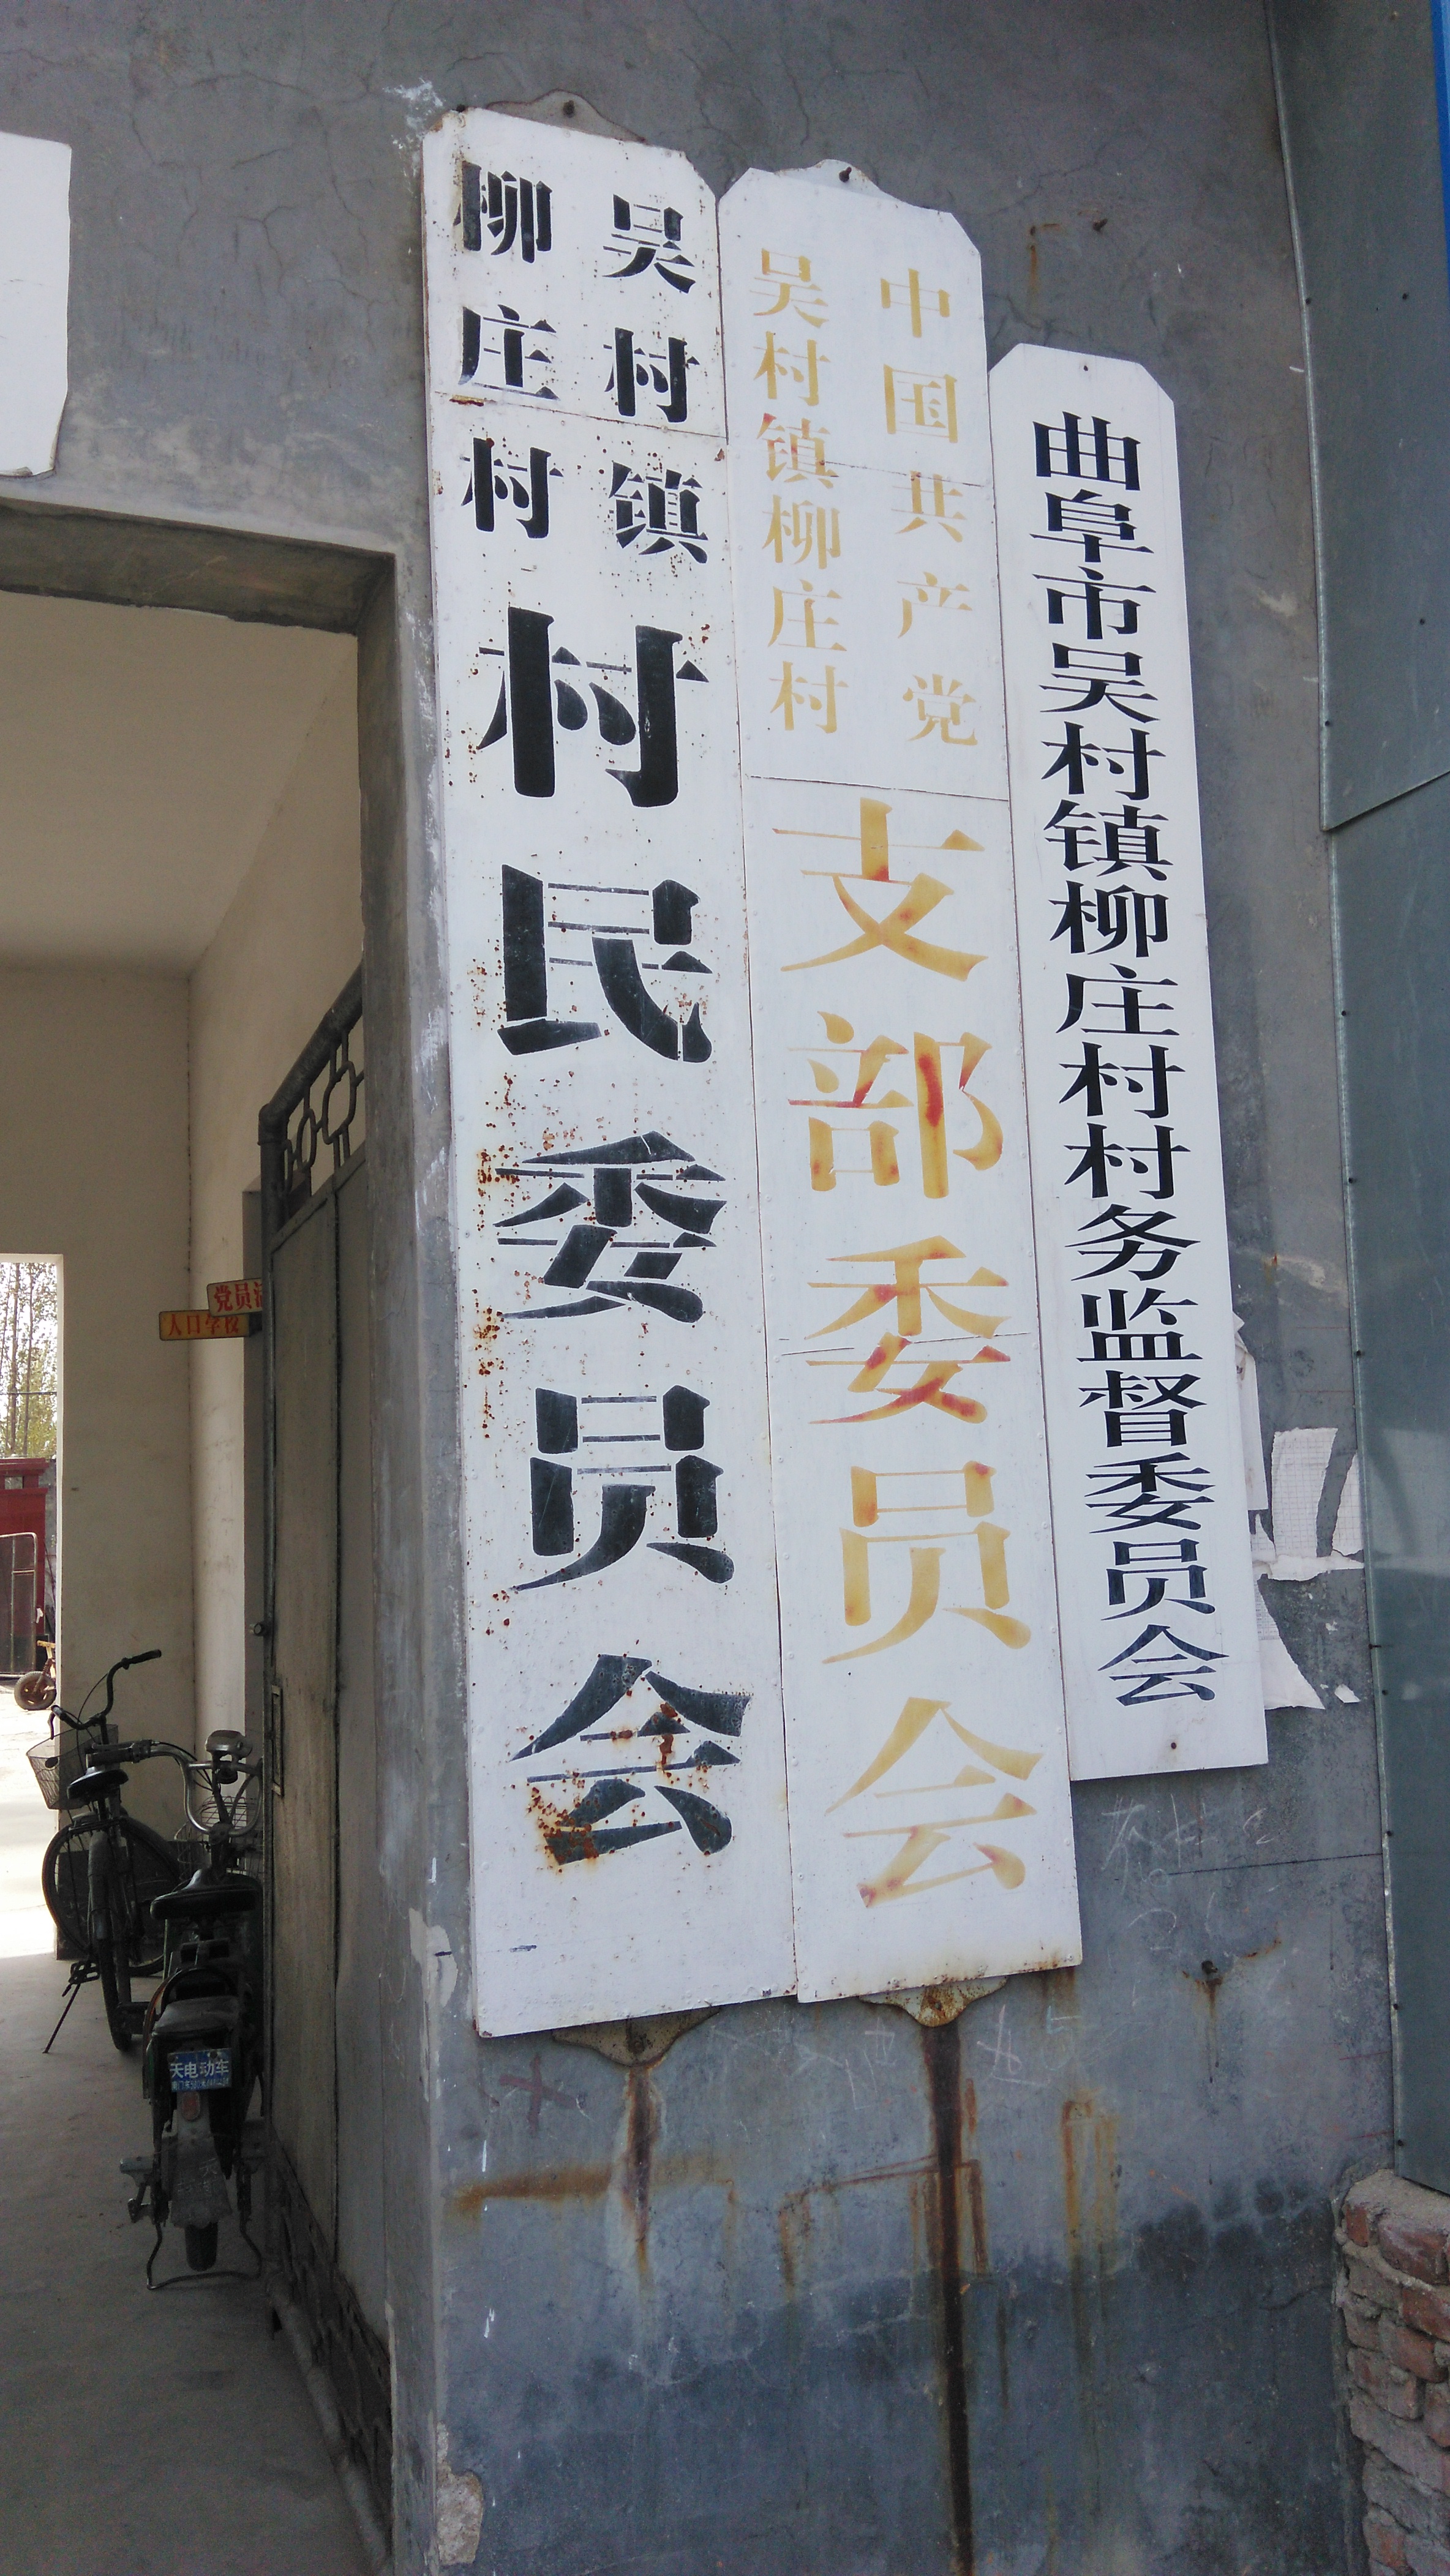 吴村镇
柳庄村
村民委员会
中国共产党
吴村镇柳庄村
支部委员会
曲阜市吴村镇柳庄村村务监督委员会
党员活
人口学校
天电动车